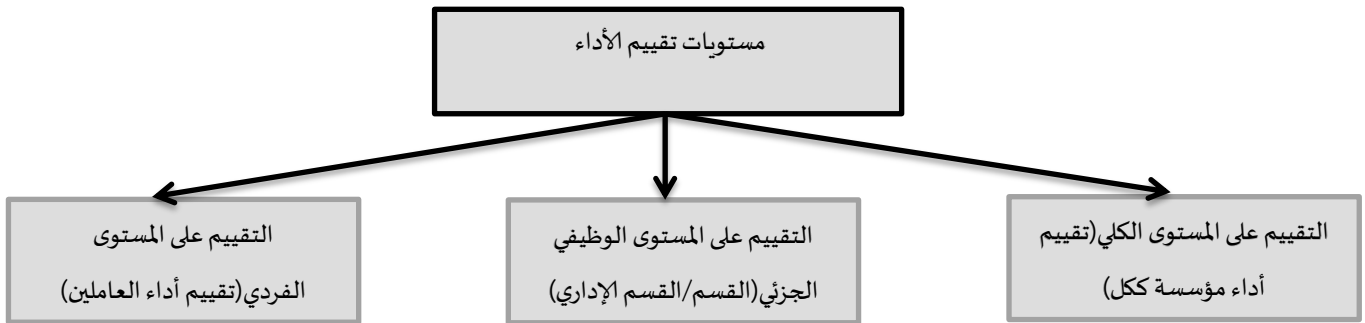 مستويات تقييم الأداء
التقييم على المستوى الكلي(تقييم
أداء مؤسسة ككل)
التقييم على المستوى الوظيفي
الجزئي(القسم/القسم الإداري)
التقييم على المستوى
الفردي(تقييم أداء العاملين)